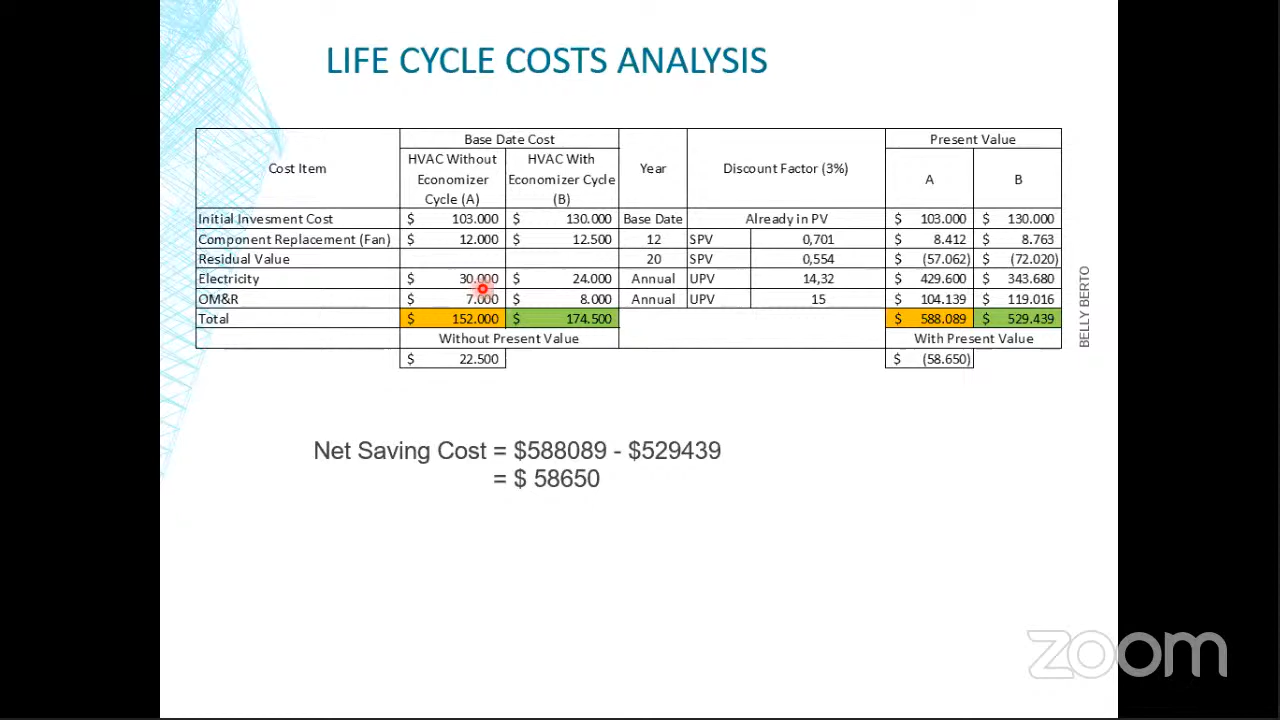 LIFE CYCLE COSTS ANALYSIS
Cost Item Base Date Cost Year Discount Factor (3%) Present Value
HVAC Without Economizer Cycle (A) HVAC With Economizer Cycle (B) A B
Initial Invesment Cost $ 103.000 $ 130.000 Base Date Already in PV $ 103.000 $ 130.000
Component Replacement (Fan) $ 12.000 $ 12.500 12 SPV 0,701 $ 8.412 $ 8.763
Residual Value 20 SPV 0,554 $ (57.062) $ (72.020)
Electricity $ 30.000 $ 24.000 Annual UPV 14,32 $ 429.600 $ 343.680
OM&R $ 7.000 $ 8.000 Annual UPV 15 $ 104.139 $ 119.016
Total $ 152.000 $ 174.500 $ 588.089 $ 529.439
Without Present Value With Present Value
$ 22.500 $ (58.650)
BELLY BERTO
Net Saving Cost = $588089 - $529439
= $ 58650
zoom